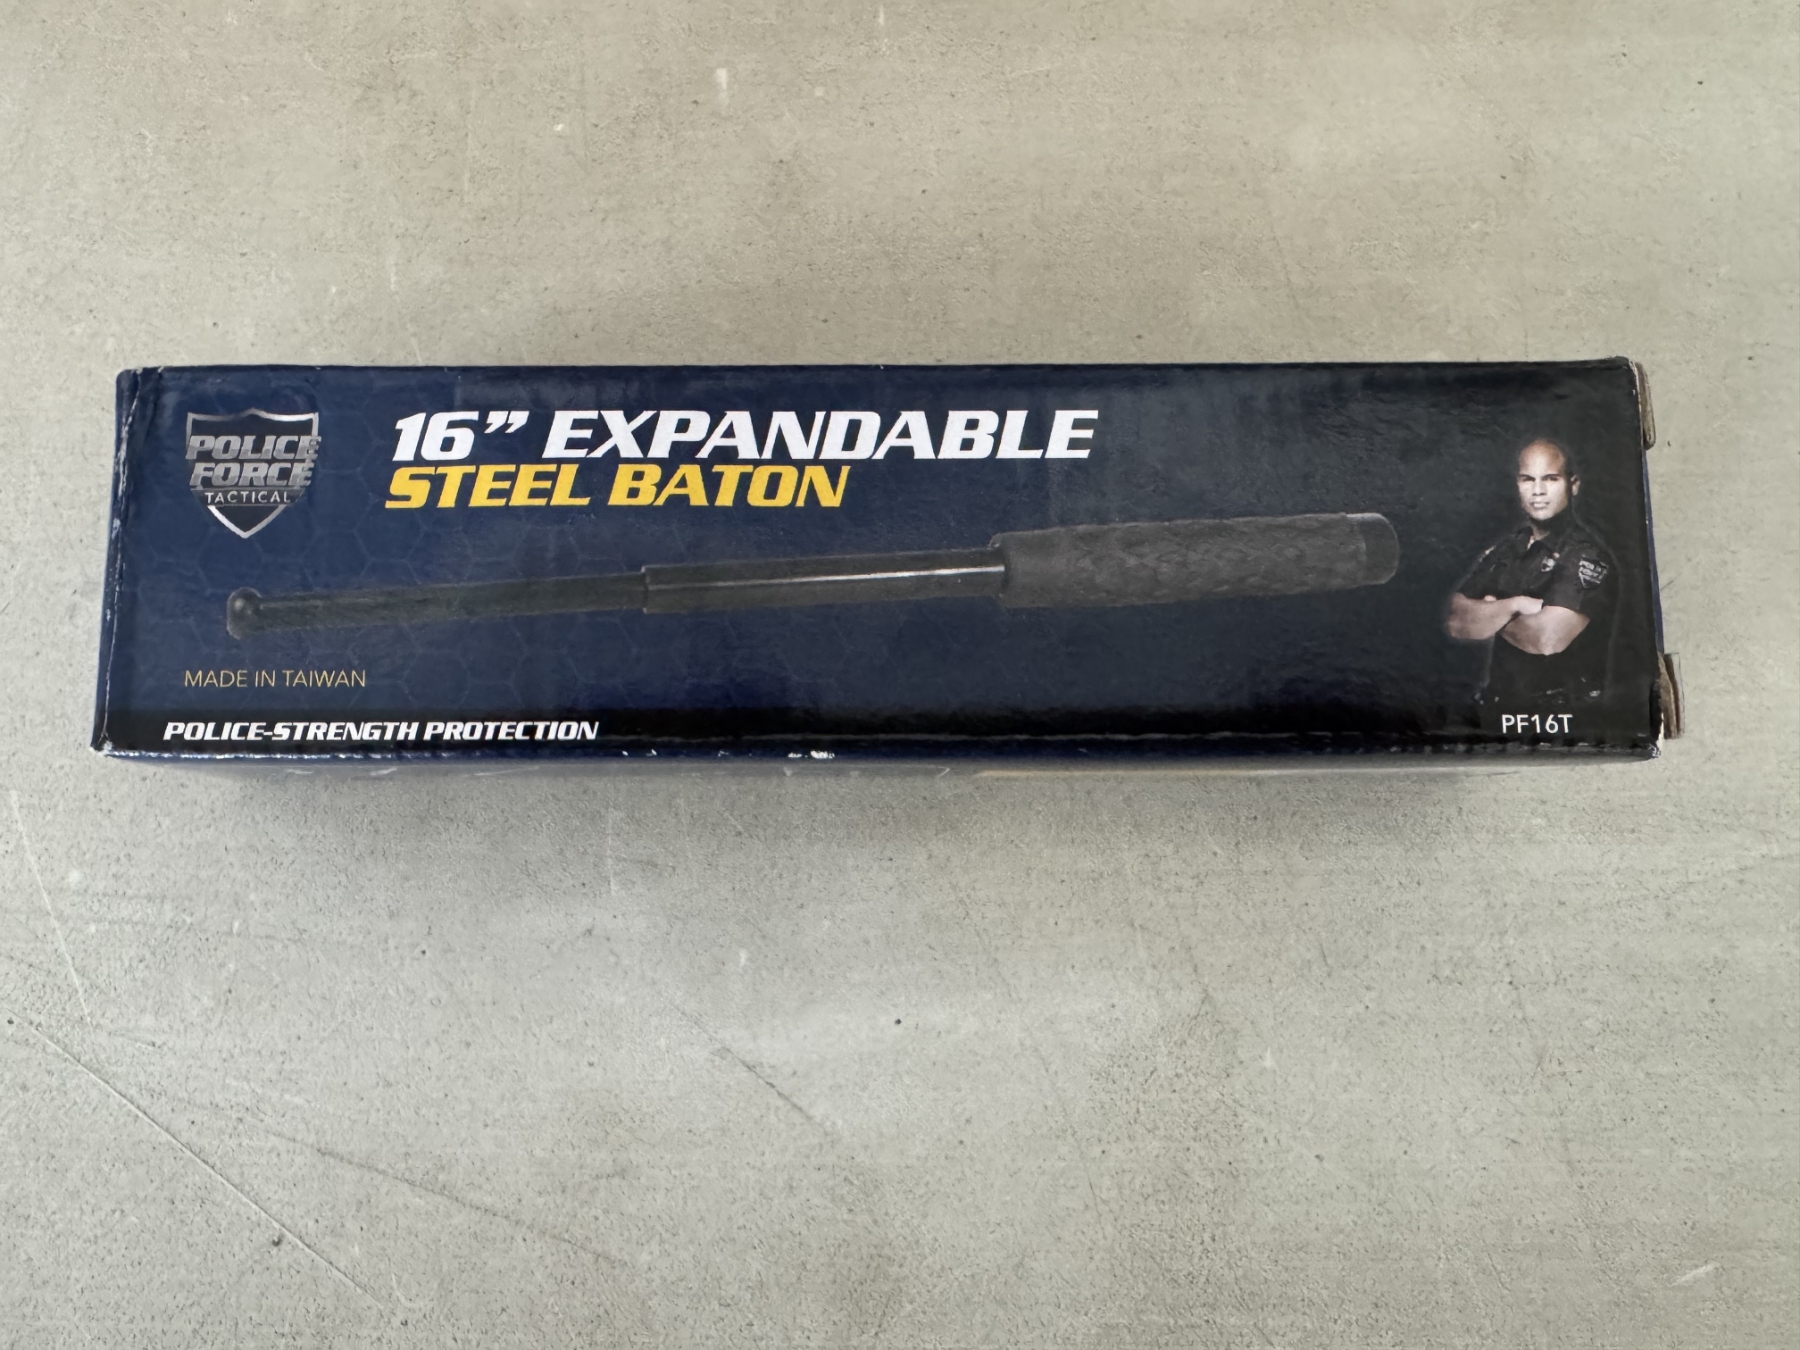 POLICE
FORCE
TACTICAL
16” EXPANDABLE
STEEL BATON
MADE IN TAIWAN
POLICE-STRENGTH PROTECTION
PF16T